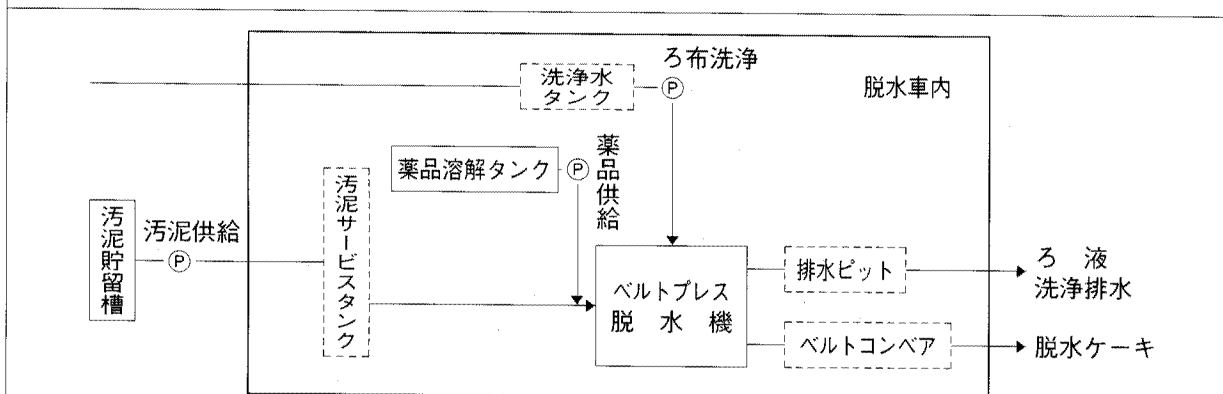 ろ布洗浄
洗浄水
タンク
P
脱水車内
薬品溶解タンク
P
薬品供給
汚泥サービスタンク
汚泥貯留槽
汚泥供給
P
ベルトプレス
脱水機
排水ピット
ろ液
洗浄排水
ベルトコンベア
脱水ケーキ